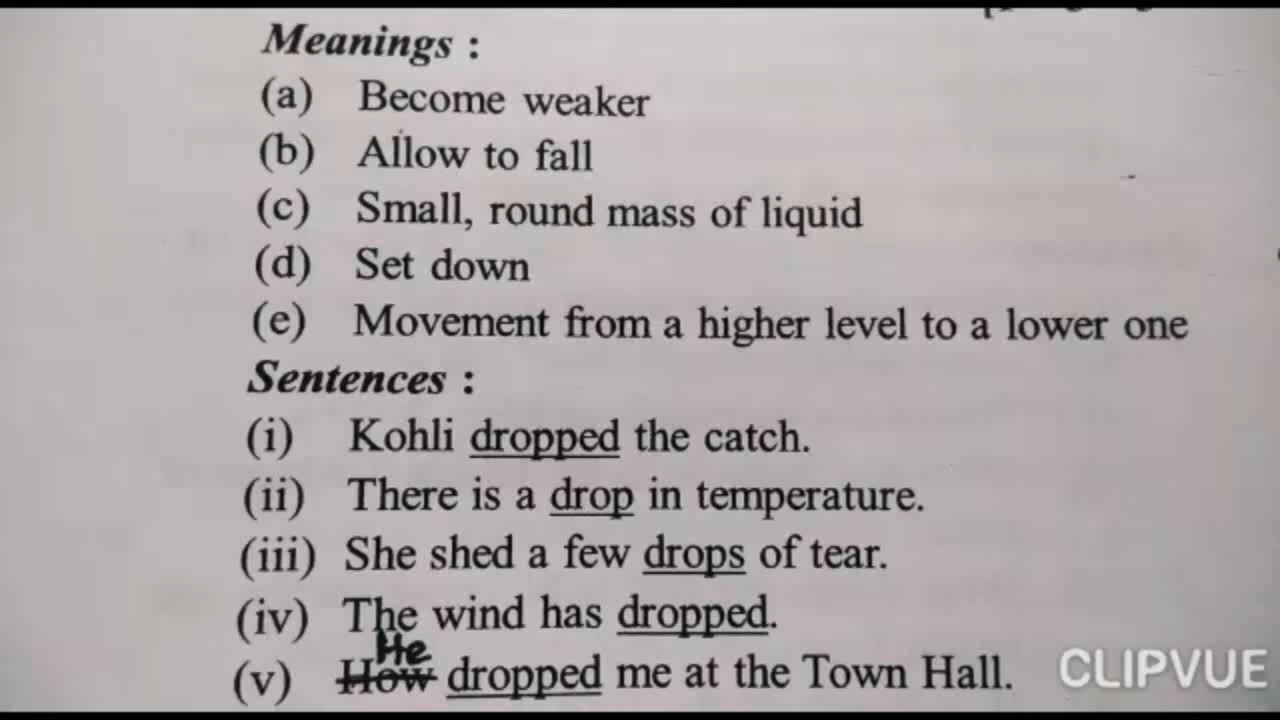 Meanings :
(a) Become weaker
(b) Allow to fall
(c) Small, round mass of liquid
(d) Set down
(e) Movement from a higher level to a lower one
Sentences :
(i) Kohli dropped the catch.
(ii) There is a drop in temperature.
(iii) She shed a few drops of tear.
(iv) The wind has dropped.
He
(v) How dropped me at the Town Hall.
CLIPVUE